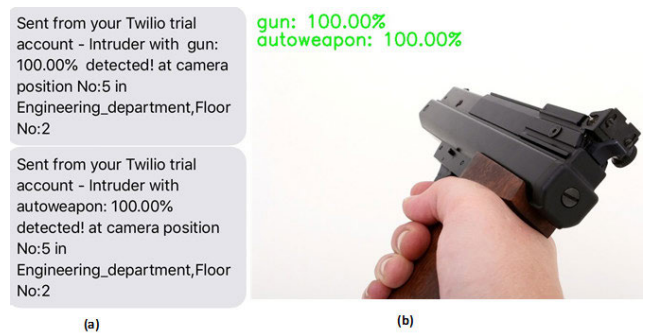 Sent from your Twilio trial
account - Intruder with gun:
100.00% detected! at camera
position No:5 in
Engineering_department,Floor
No:2
Sent from your Twilio trial
account - Intruder with
autoweapon: 100.00%
detected! at camera position
No:5 in
Engineering_department,Floor
No:2
(a)
gun: 100.00%
autoweapon: 100.00%
(b)